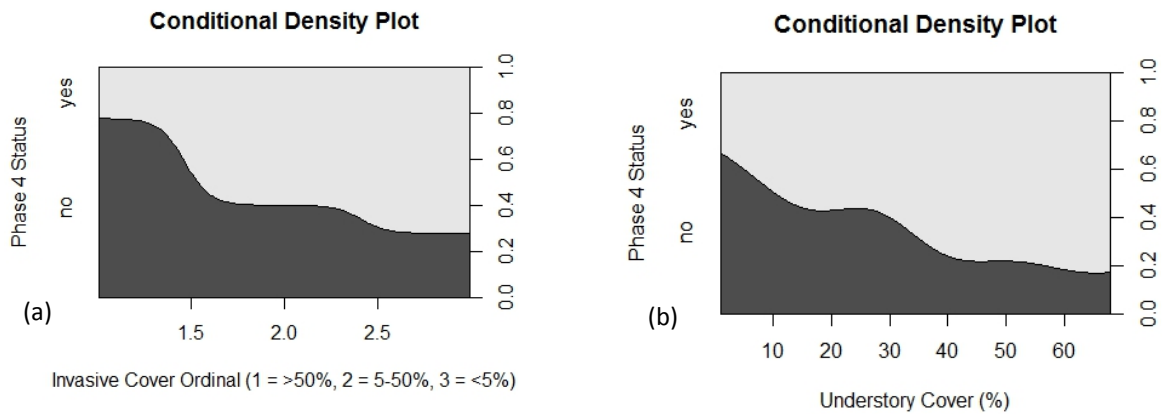 Conditional Density Plot
Phase 4 Status
yes
no
1.0
0.8
0.6
0.4
0.2
0.0
1.5 2.0 2.5
Invasive Cover Ordinal (1 = >50%, 2 = 5-50%, 3 = <5%)
(a)
Conditional Density Plot
Phase 4 Status
yes
no
1.0
0.8
0.6
0.4
0.2
0.0
10 20 30 40 50 60
Understory Cover (%)
(b)